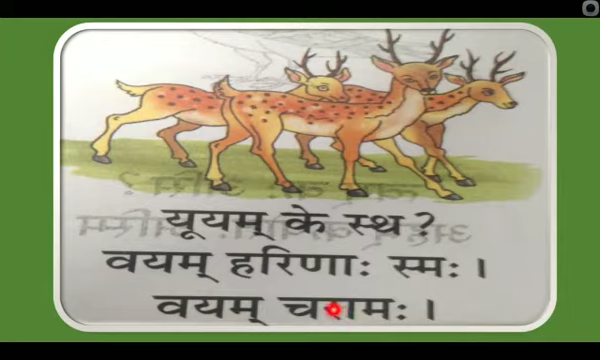 यूयम् के स्थ ?
वयम् हरिणाः स्मः ।
वयम् चरामः ।